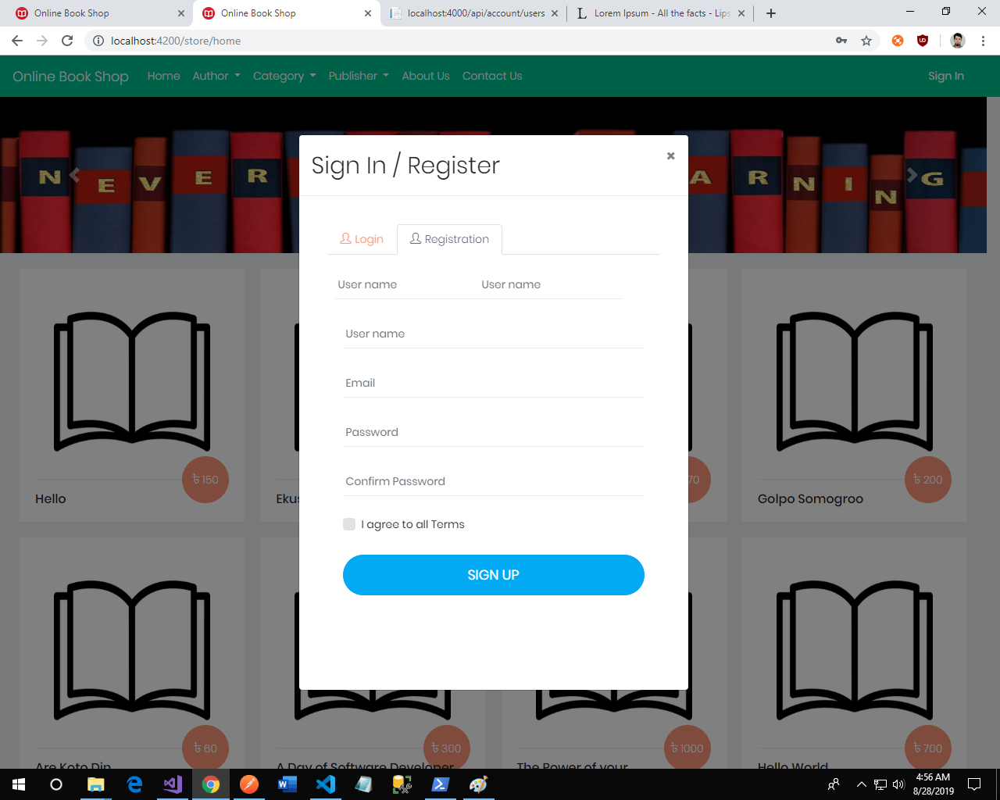 Online Book Shop
Online Book Shop
localhost:4000/api/account/users
Lorem Ipsum - All the facts - Lips
localhost:4200/store/home
Online Book Shop Home Author Category Publisher About Us Contact Us Sign In
N E V E R A R N I N G
Sign In / Register
Login Registration
User name User name
User name
Email
Password
Confirm Password
I agree to all Terms
SIGN UP
৳ 150
70
৳ 200
Hello
Ekus
Golpo Somogroo
৳ 60
৳ 300
৳ 1000
৳ 700
Are Koto Din
A Day of Software Developer
The Power of your
Hello World
4:56 AM
8/28/2019